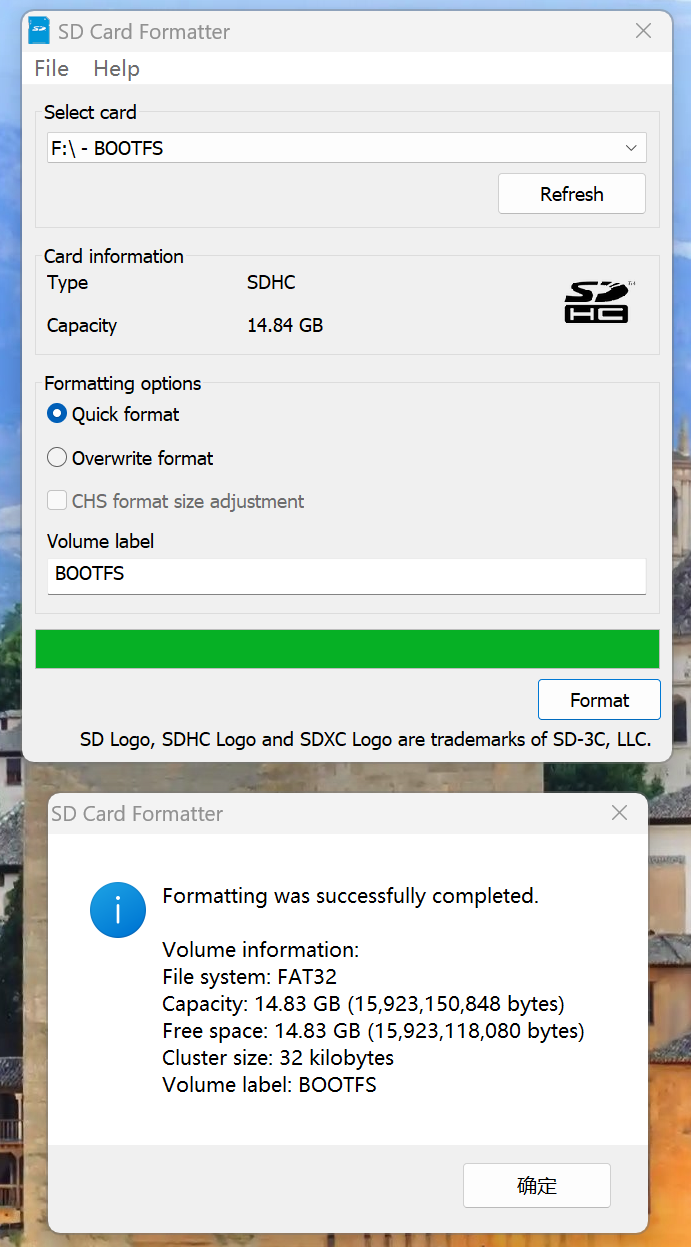 SD Card Formatter
File Help
Select card
F:\ - BOOTFS
Refresh
Card information
Type SDHC
Capacity 14.84 GB
SD HC TM
Formatting options
Quick format
Overwrite format
CHS format size adjustment
Volume label
BOOTFS
Format
SD Logo, SDHC Logo and SDXC Logo are trademarks of SD-3C, LLC.
SD Card Formatter
Formatting was successfully completed.
Volume information:
File system: FAT32
Capacity: 14.83 GB (15,923,150,848 bytes)
Free space: 14.83 GB (15,923,118,080 bytes)
Cluster size: 32 kilobytes
Volume label: BOOTFS
确定